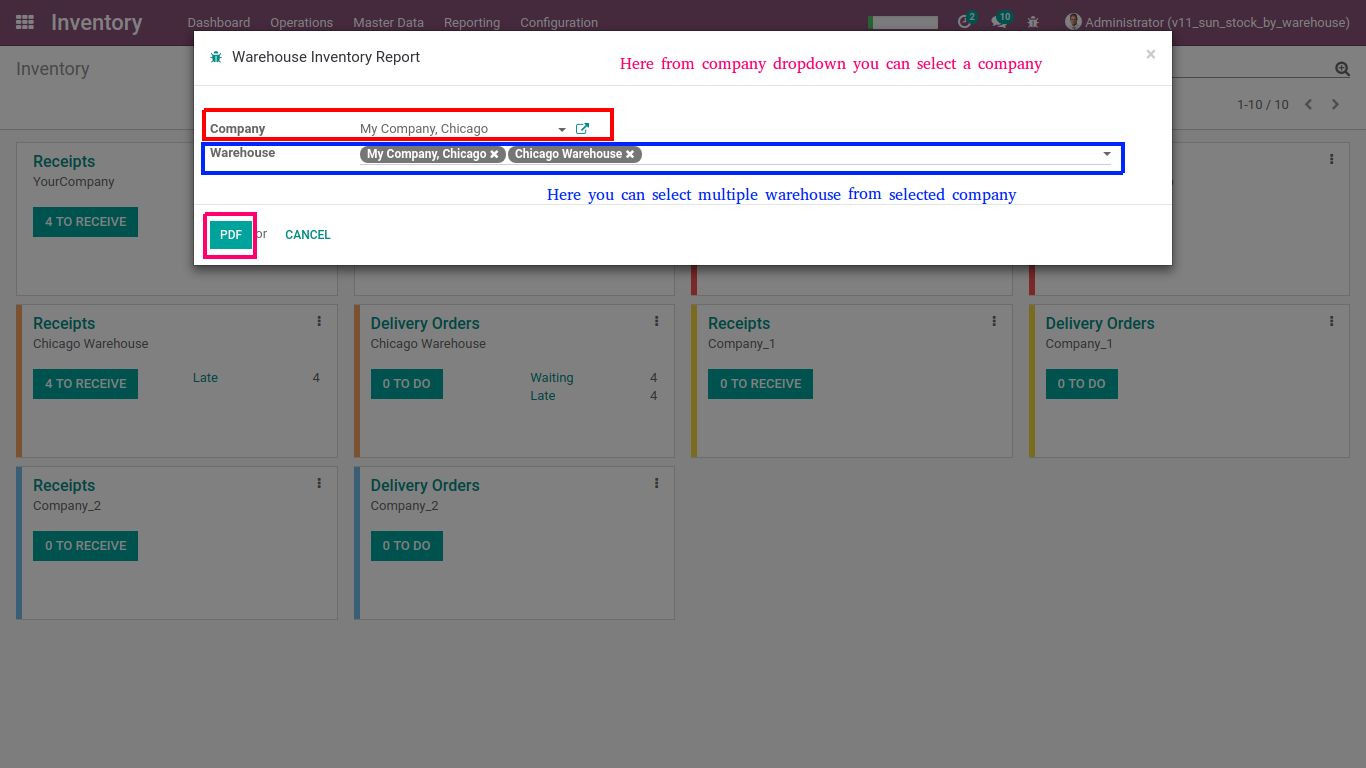 Inventory Dashboard Operations Master Data Reporting Configuration 2 10 Administrator (v11_sun_stock_by_warehouse)
Warehouse Inventory Report ×
Here from company dropdown you can select a company
Inventory
1-10 / 10
Company My Company, Chicago
Warehouse My Company, Chicago × Chicago Warehouse ×
Here you can select multiple warehouse from selected company
PDF or CANCEL
Receipts
YourCompany
4 TO RECEIVE
Receipts
Chicago Warehouse
4 TO RECEIVE Late 4
Delivery Orders
Chicago Warehouse
0 TO DO Waiting 4
Late 4
Receipts
Company_1
0 TO RECEIVE
Delivery Orders
Company_1
0 TO DO
Receipts
Company_2
0 TO RECEIVE
Delivery Orders
Company_2
0 TO DO